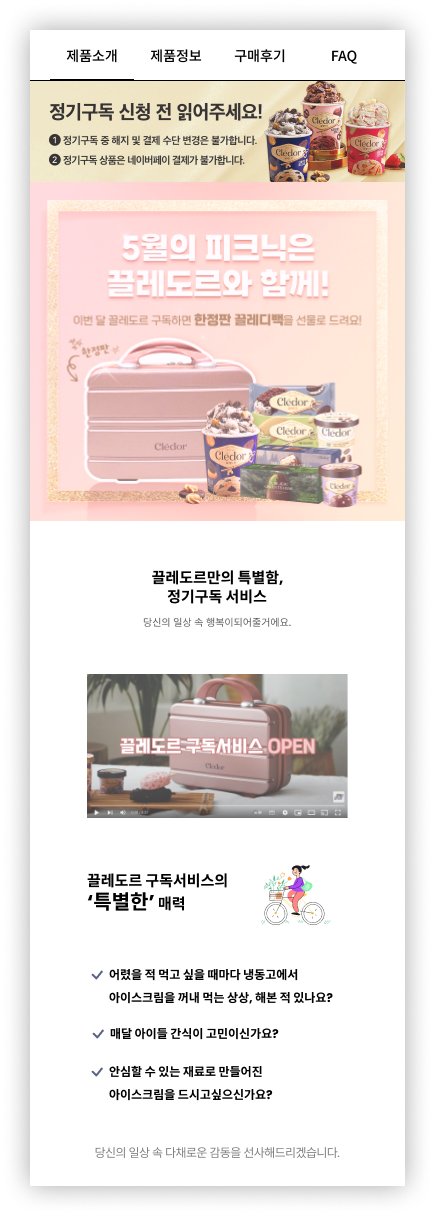 제품소개 제품정보 구매후기 FAQ
정기구독 신청 전 읽어주세요!
1 정기구독 중 해지 및 결제 수단 변경은 불가합니다.
2 정기구독 상품은 네이버페이 결제가 불가합니다.
Cledor
Cledor
Cledor
5월의 피크닉은
끌레도르와 함께!
이번 달 끌레도르 구독하면 한정판 끌레디백을 선물로 드려요!
한정판
Cledor
Cledor
Cledor
Cledor
Cledor
끌레도르만의 특별함,
정기구독 서비스
당신의 일상 속 행복이되어줄거에요.
끌레도르 구독서비스 OPEN
Cledor
끌레도르 구독서비스의
‘특별한’ 매력
어렸을 적 먹고 싶을 때마다 냉동고에서
아이스크림을 꺼내 먹는 상상, 해본 적 있나요?
매달 아이들 간식이 고민이신가요?
안심할 수 있는 재료로 만들어진
아이스크림을 드시고싶으신가요?
당신의 일상 속 다채로운 감동을 선사해드리겠습니다.